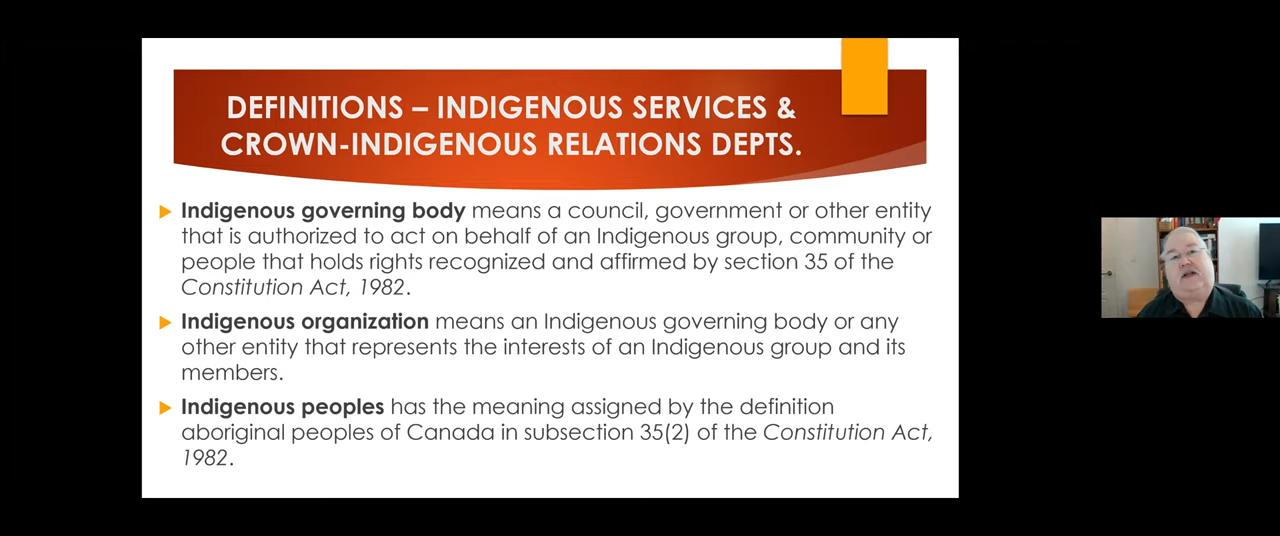 DEFINITIONS – INDIGENOUS SERVICES &
CROWN-INDIGENOUS RELATIONS DEPTS.
Indigenous governing body means a council, government or other entity
that is authorized to act on behalf of an Indigenous group, community or
people that holds rights recognized and affirmed by section 35 of the
Constitution Act, 1982.
Indigenous organization means an Indigenous governing body or any
other entity that represents the interests of an Indigenous group and its
members.
Indigenous peoples has the meaning assigned by the definition
aboriginal peoples of Canada in subsection 35(2) of the Constitution Act,
1982.